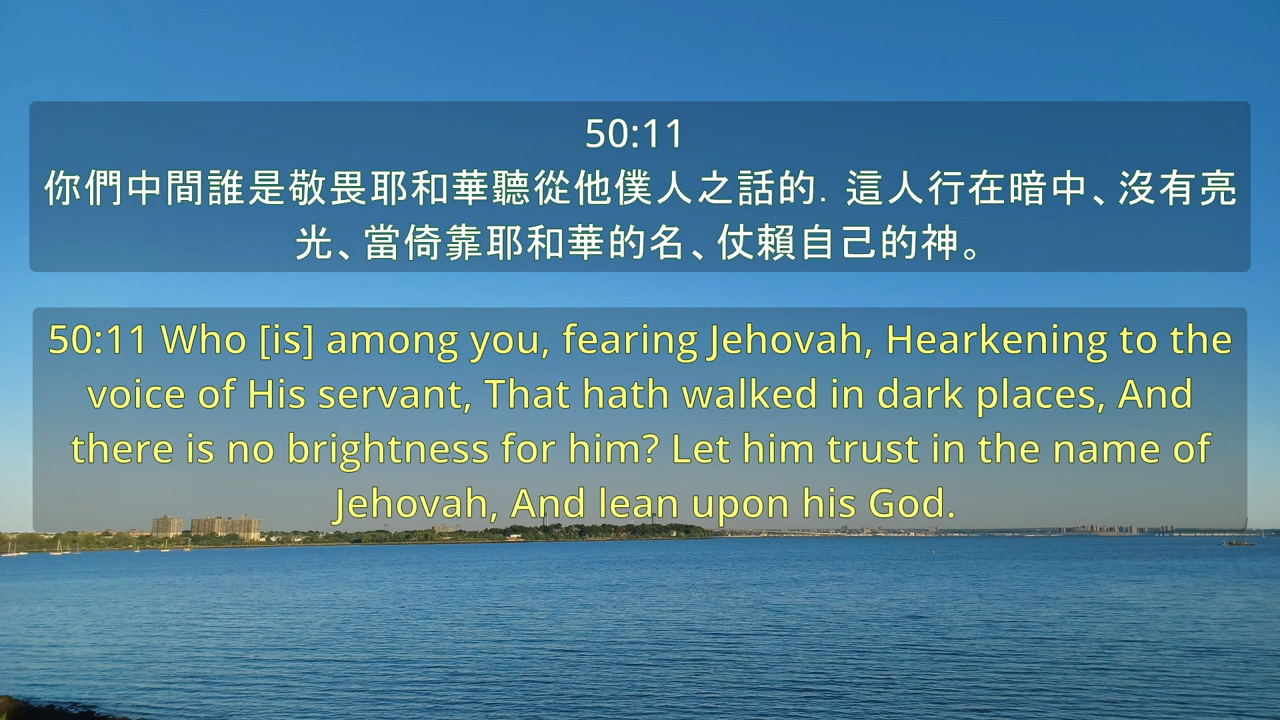 50:11
你們中間誰是敬畏耶和華聽從他僕人之話的．這人行在暗中、沒有亮
光、當倚靠耶和華的名、仗賴自己的神。
50:11 Who [is] among you, fearing Jehovah, Hearkening to the
voice of His servant, That hath walked in dark places, And
there is no brightness for him? Let him trust in the name of
Jehovah, And lean upon his God.